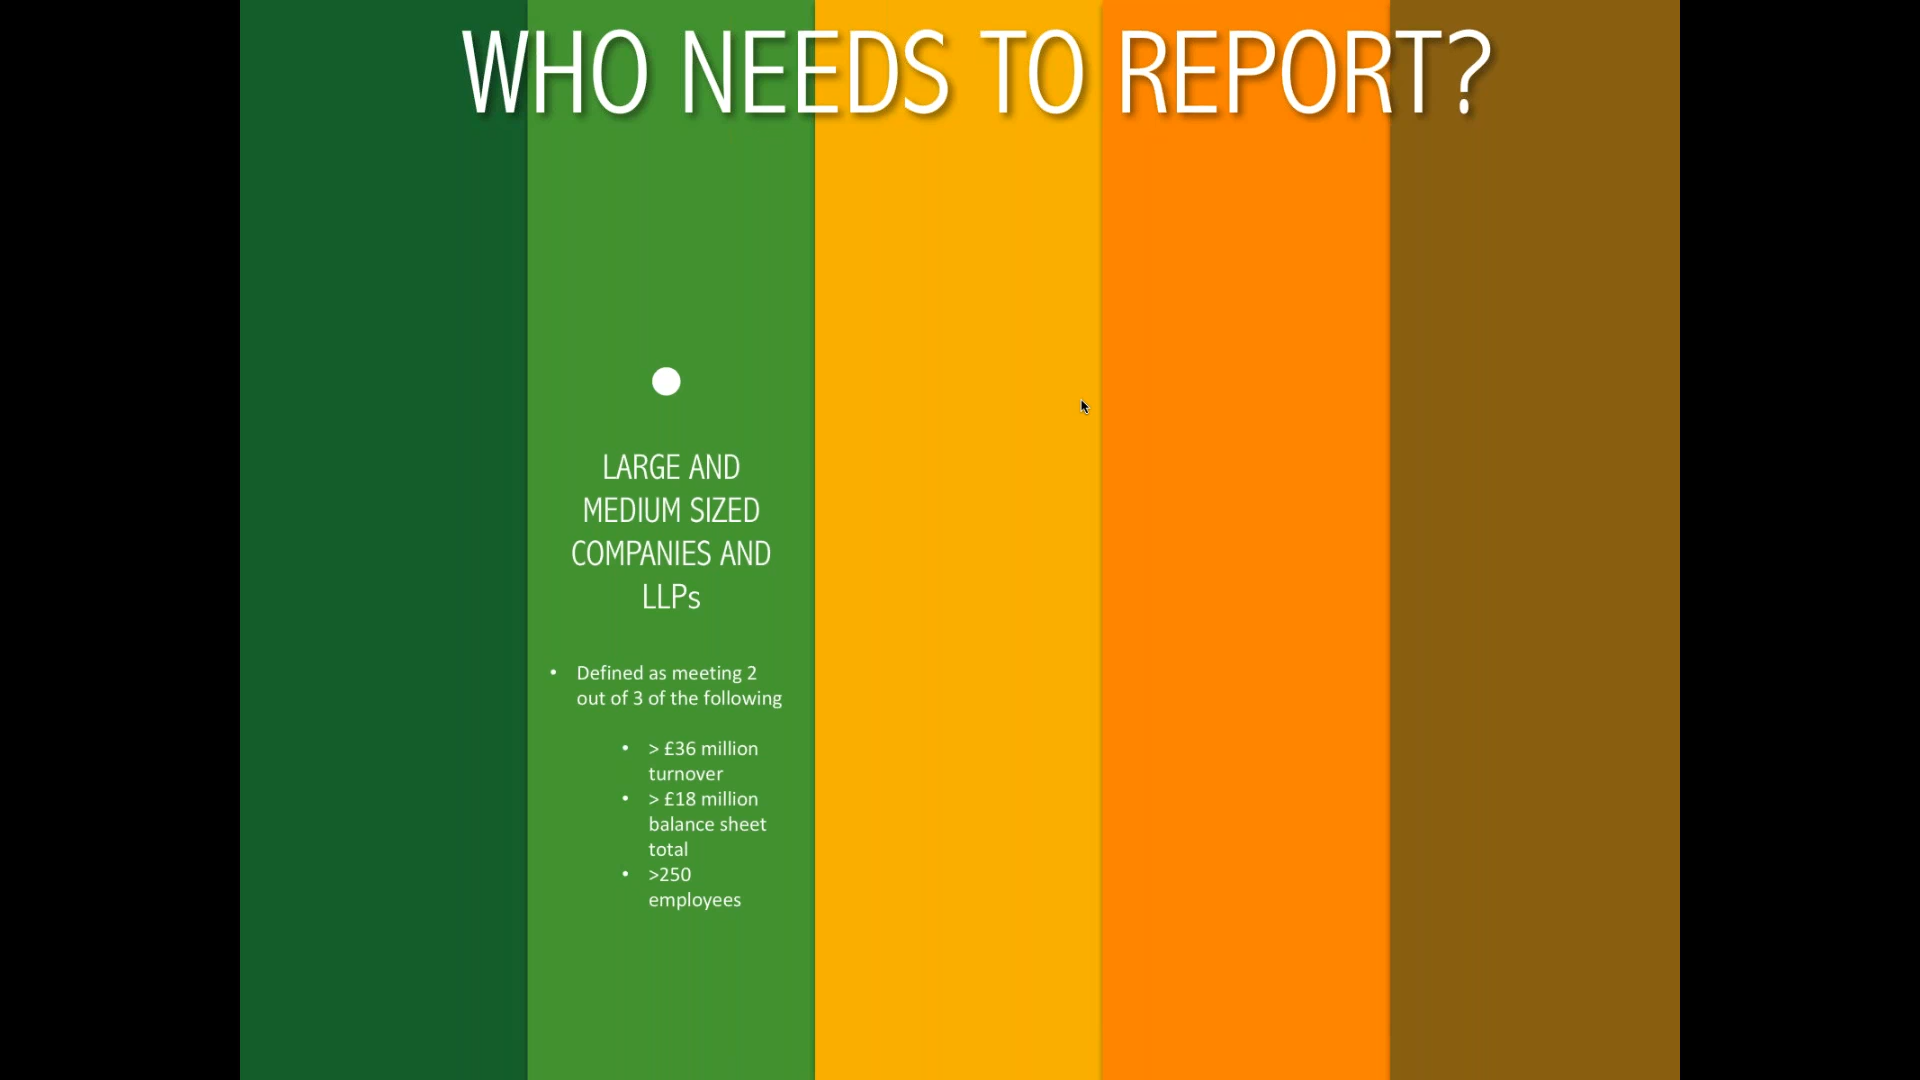 WHO NEEDS TO REPORT?
LARGE AND
MEDIUM SIZED
COMPANIES AND
LLPs
• Defined as meeting 2
out of 3 of the following
• > £36 million
turnover
• > £18 million
balance sheet
total
• >250
employees